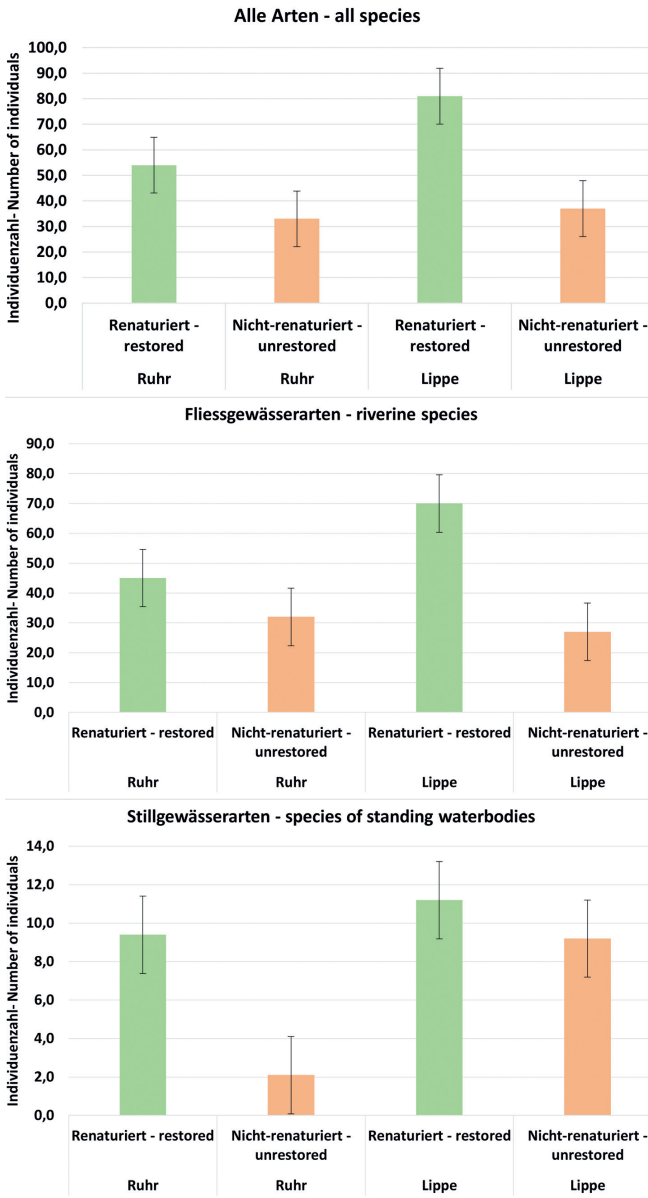 Alle Arten - all species
Individuenzahl- Number of individuals
100,0
90,0
80,0
70,0
60,0
50,0
40,0
30,0
20,0
10,0
0,0
Renaturiert - restored
Nicht-renaturiert - unrestored
Renaturiert - restored
Nicht-renaturiert - unrestored
Ruhr
Ruhr
Lippe
Lippe
Fliessgewässerarten - riverine species
Individuenzahl- Number of individuals
90,0
80,0
70,0
60,0
50,0
40,0
30,0
20,0
10,0
0,0
Renaturiert - restored
Nicht-renaturiert - unrestored
Renaturiert - restored
Nicht-renaturiert - unrestored
Ruhr
Ruhr
Lippe
Lippe
Stillgewässerarten - species of standing waterbodies
Individuenzahl- Number of individuals
14,0
12,0
10,0
8,0
6,0
4,0
2,0
0,0
Renaturiert - restored
Nicht-renaturiert - unrestored
Renaturiert - restored
Nicht-renaturiert - unrestored
Ruhr
Ruhr
Lippe
Lippe